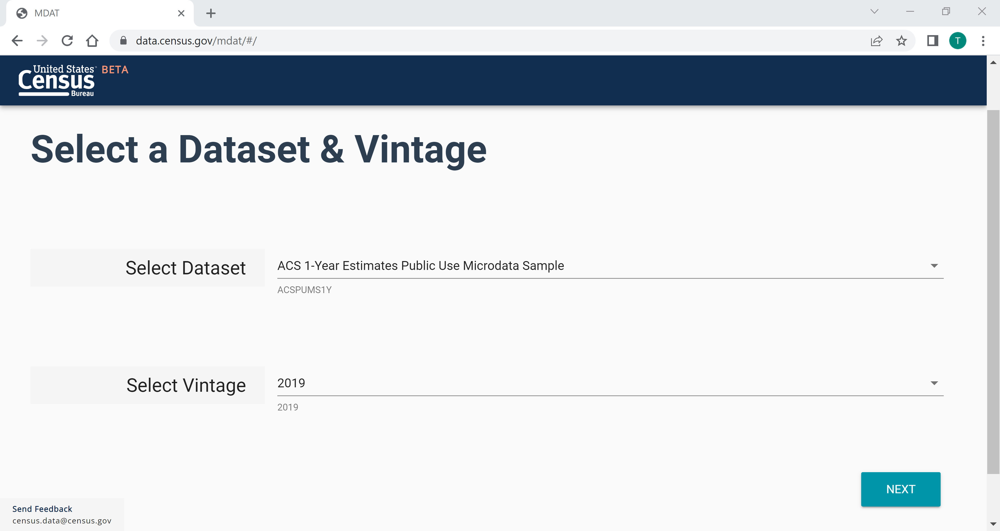 MDAT
data.census.gov/mdat/#/
T
United States™ BETA
Census
Bureau
Select a Dataset & Vintage
Select Dataset
ACS 1-Year Estimates Public Use Microdata Sample
ACSPUMS1Y
Select Vintage
2019
2019
NEXT
Send Feedback
census.data@census.gov